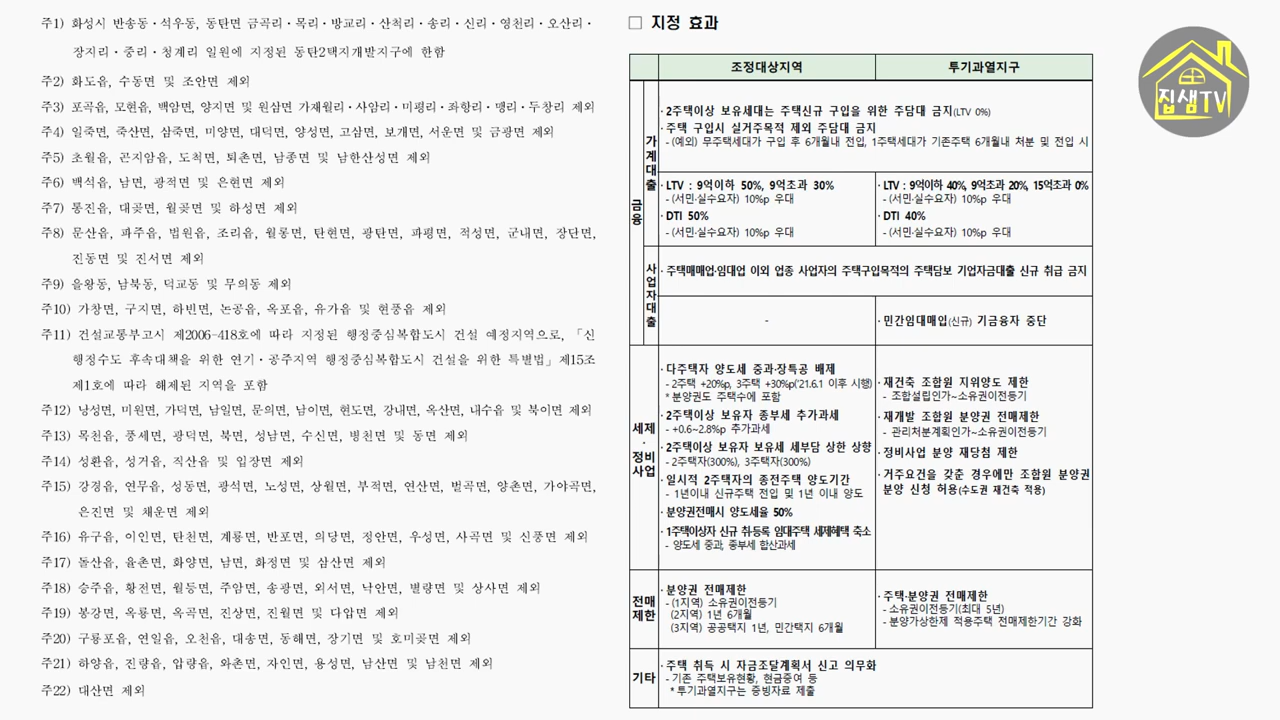 주1) 화성시 반송동·석우동, 동탄면 금곡리·목리·방교리·산척리·송리·신리·영천리·오산리·
장지리·중리·청계리 일원에 지정된 동탄2택지개발지구에 한함
주2) 화도읍, 수동면 및 조안면 제외
주3) 포곡읍, 모현읍, 백암면, 양지면 및 원삼면 가재월리·사암리·미평리·좌항리·맹리·두창리 제외
주4) 일죽면, 죽산면, 삼죽면, 미양면, 대덕면, 양성면, 고삼면, 보개면, 서운면 및 금광면 제외
주5) 초월읍, 곤지암읍, 도척면, 퇴촌면, 남종면 및 남한산성면 제외
주6) 백석읍, 남면, 광적면 및 은현면 제외
주7) 통진읍, 대곶면, 월곶면 및 하성면 제외
주8) 문산읍, 파주읍, 법원읍, 조리읍, 월롱면, 탄현면, 광탄면, 파평면, 적성면, 군내면, 장단면,
진동면 및 진서면 제외
주9) 을왕동, 남북동, 덕교동 및 무의동 제외
주10) 가창면, 구지면, 하빈면, 논공읍, 옥포읍, 유가읍 및 현풍읍 제외
주11) 건설교통부고시 제2006-418호에 따라 지정된 행정중심복합도시 건설 예정지역으로, 「신
행정수도 후속대책을 위한 연기·공주지역 행정중심복합도시 건설을 위한 특별법」 제15조
제1호에 따라 해제된 지역을 포함
주12) 낭성면, 미원면, 가덕면, 남일면, 문의면, 남이면, 현도면, 강내면, 옥산면, 내수읍 및 북이면 제외
주13) 목천읍, 풍세면, 광덕면, 북면, 성남면, 수신면, 병천면 및 동면 제외
주14) 성환읍, 성거읍, 직산읍 및 입장면 제외
주15) 강경읍, 연무읍, 성동면, 광석면, 노성면, 상월면, 부적면, 연산면, 벌곡면, 양촌면, 가야곡면,
은진면 및 채운면 제외
주16) 유구읍, 이인면, 탄천면, 계룡면, 반포면, 의당면, 정안면, 우성면, 사곡면 및 신풍면 제외
주17) 돌산읍, 율촌면, 화양면, 남면, 화정면 및 삼산면 제외
주18) 승주읍, 황전면, 월등면, 주암면, 송광면, 외서면, 낙안면, 별량면 및 상사면 제외
주19) 봉강면, 옥룡면, 옥곡면, 진상면, 진월면 및 다압면 제외
주20) 구룡포읍, 연일읍, 오천읍, 대송면, 동해면, 장기면 및 호미곶면 제외
주21) 하양읍, 진량읍, 압량읍, 와촌면, 자인면, 용성면, 남산면 및 남천면 제외
주22) 대산면 제외
□ 지정 효과
조정대상지역 투기과열지구
금융
가계대출
· 2주택이상 보유세대는 주택신규 구입을 위한 주담대 금지(LTV 0%)
· 주택 구입시 실거주목적 제외 주담대 금지
- (예외) 무주택세대가 구입 후 6개월내 전입, 1주택세대가 기존주택 6개월내 처분 및 전입 시
· LTV : 9억이하 50%, 9억초과 30%
- (서민·실수요자) 10%p 우대
· DTI 50%
- (서민·실수요자) 10%p 우대
· LTV : 9억이하 40%, 9억초과 20%, 15억초과 0%
- (서민·실수요자) 10%p 우대
· DTI 40%
- (서민·실수요자) 10%p 우대
사업자대출
· 주택매매업·임대업 이외 업종 사업자의 주택구입목적의 주택담보 기업자금대출 신규 취급 금지
-
· 민간임대매입(신규) 기금융자 중단
세제
·
정비
사업
· 다주택자 양도세 중과·장특공 배제
- 2주택 +20%p, 3주택 +30%p('21.6.1 이후 시행)
* 분양권도 주택수에 포함
· 2주택이상 보유자 종부세 추가과세
- +0.6~2.8%p 추가과세
· 2주택이상 보유자 보유세 세부담 상한 상향
- 2주택자(300%), 3주택자(300%)
· 일시적 2주택자의 종전주택 양도기간
- 1년이내 신규주택 전입 및 1년 이내 양도
· 분양권전매시 양도세율 50%
· 1주택이상자 신규 취·등록 임대주택 세제혜택 축소
- 양도세 중과, 종부세 합산과세
· 재건축 조합원 지위양도 제한
- 조합설립인가~소유권이전등기
· 재개발 조합원 분양권 전매제한
- 관리처분계획인가~소유권이전등기
· 정비사업 분양 재당첨 제한
· 거주요건을 갖춘 경우에만 조합원 분양권
분양 신청 허용(수도권 재건축 적용)
전매
제한
· 분양권 전매제한
- (1지역) 소유권이전등기
(2지역) 1년 6개월
(3지역) 공공택지 1년, 민간택지 6개월
· 주택·분양권 전매제한
- 소유권이전등기(최대 5년)
- 분양가상한제 적용주택 전매제한기간 강화
기타
· 주택 취득 시 자금조달계획서 신고 의무화
- 기존 주택보유현황, 현금증여 등
* 투기과열지구는 증빙자료 제출
집샘TV